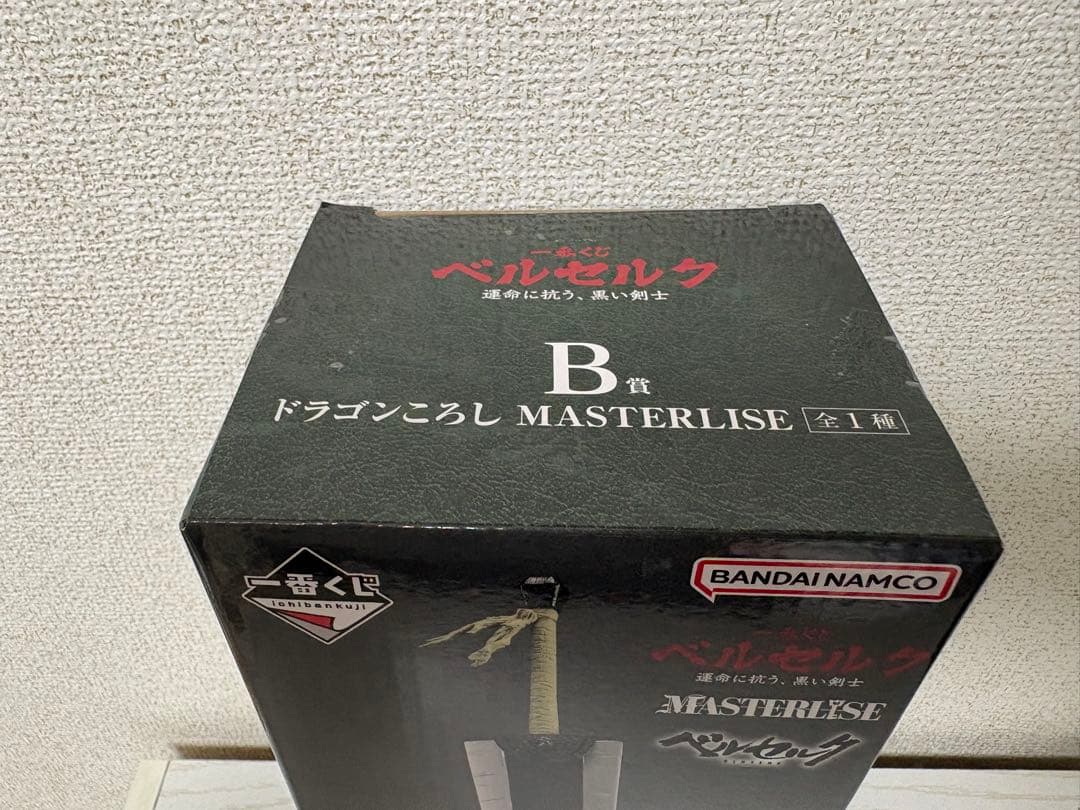 一番くじ
ベルセルク
運命に抗う、黒い剣士
B賞
ドラゴンころし MASTERLISE 全1種
一番くじ
ichibankuji
BANDAI NAMCO
一番くじ
ベルセルク
運命に抗う、黒い剣士
MASTERLISE
ベルセルク